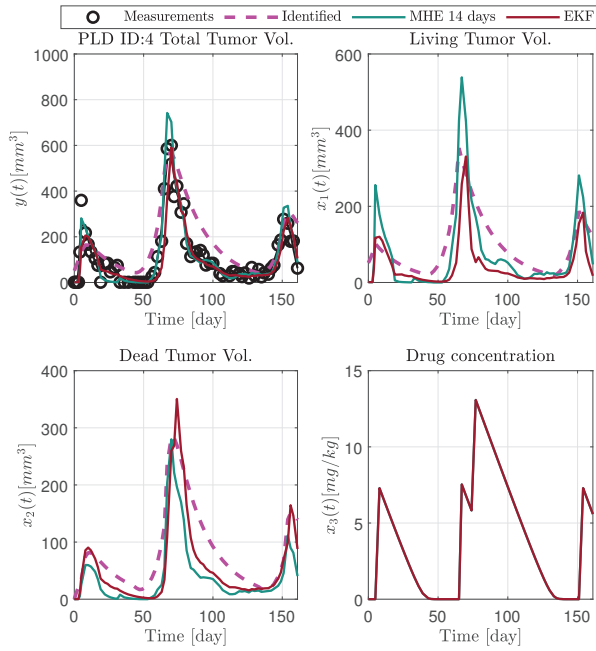 Measurements Identified MHE 14 days EKF
PLD ID:4 Total Tumor Vol.
1000
800
600
400
200
0
y(t)[mm³]
0 50 100 150
Time [day]
Living Tumor Vol.
600
400
200
0
x₁(t)[mm³]
0 50 100 150
Time [day]
Dead Tumor Vol.
400
300
200
100
0
x₂(t)[mm³]
0 50 100 150
Time [day]
Drug concentration
15
10
5
0
x₃(t)[mg/kg]
0 50 100 150
Time [day]